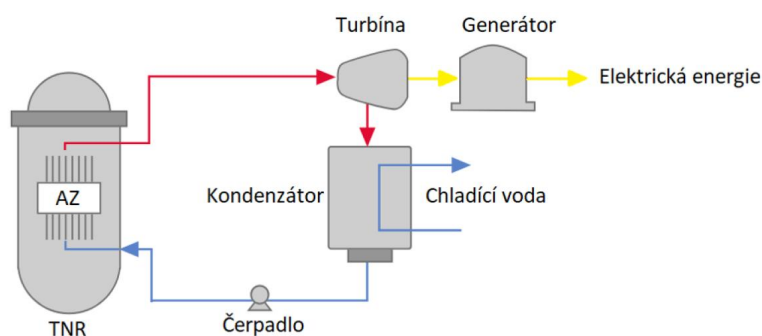 Turbína
Generátor
Elektrická energie
AZ
Kondenzátor
Chladící voda
TNR
Čerpadlo